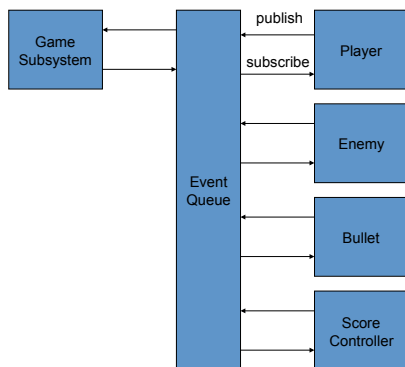 Game
Subsystem
publish
subscribe
Player
Enemy
Event
Queue
Bullet
Score
Controller